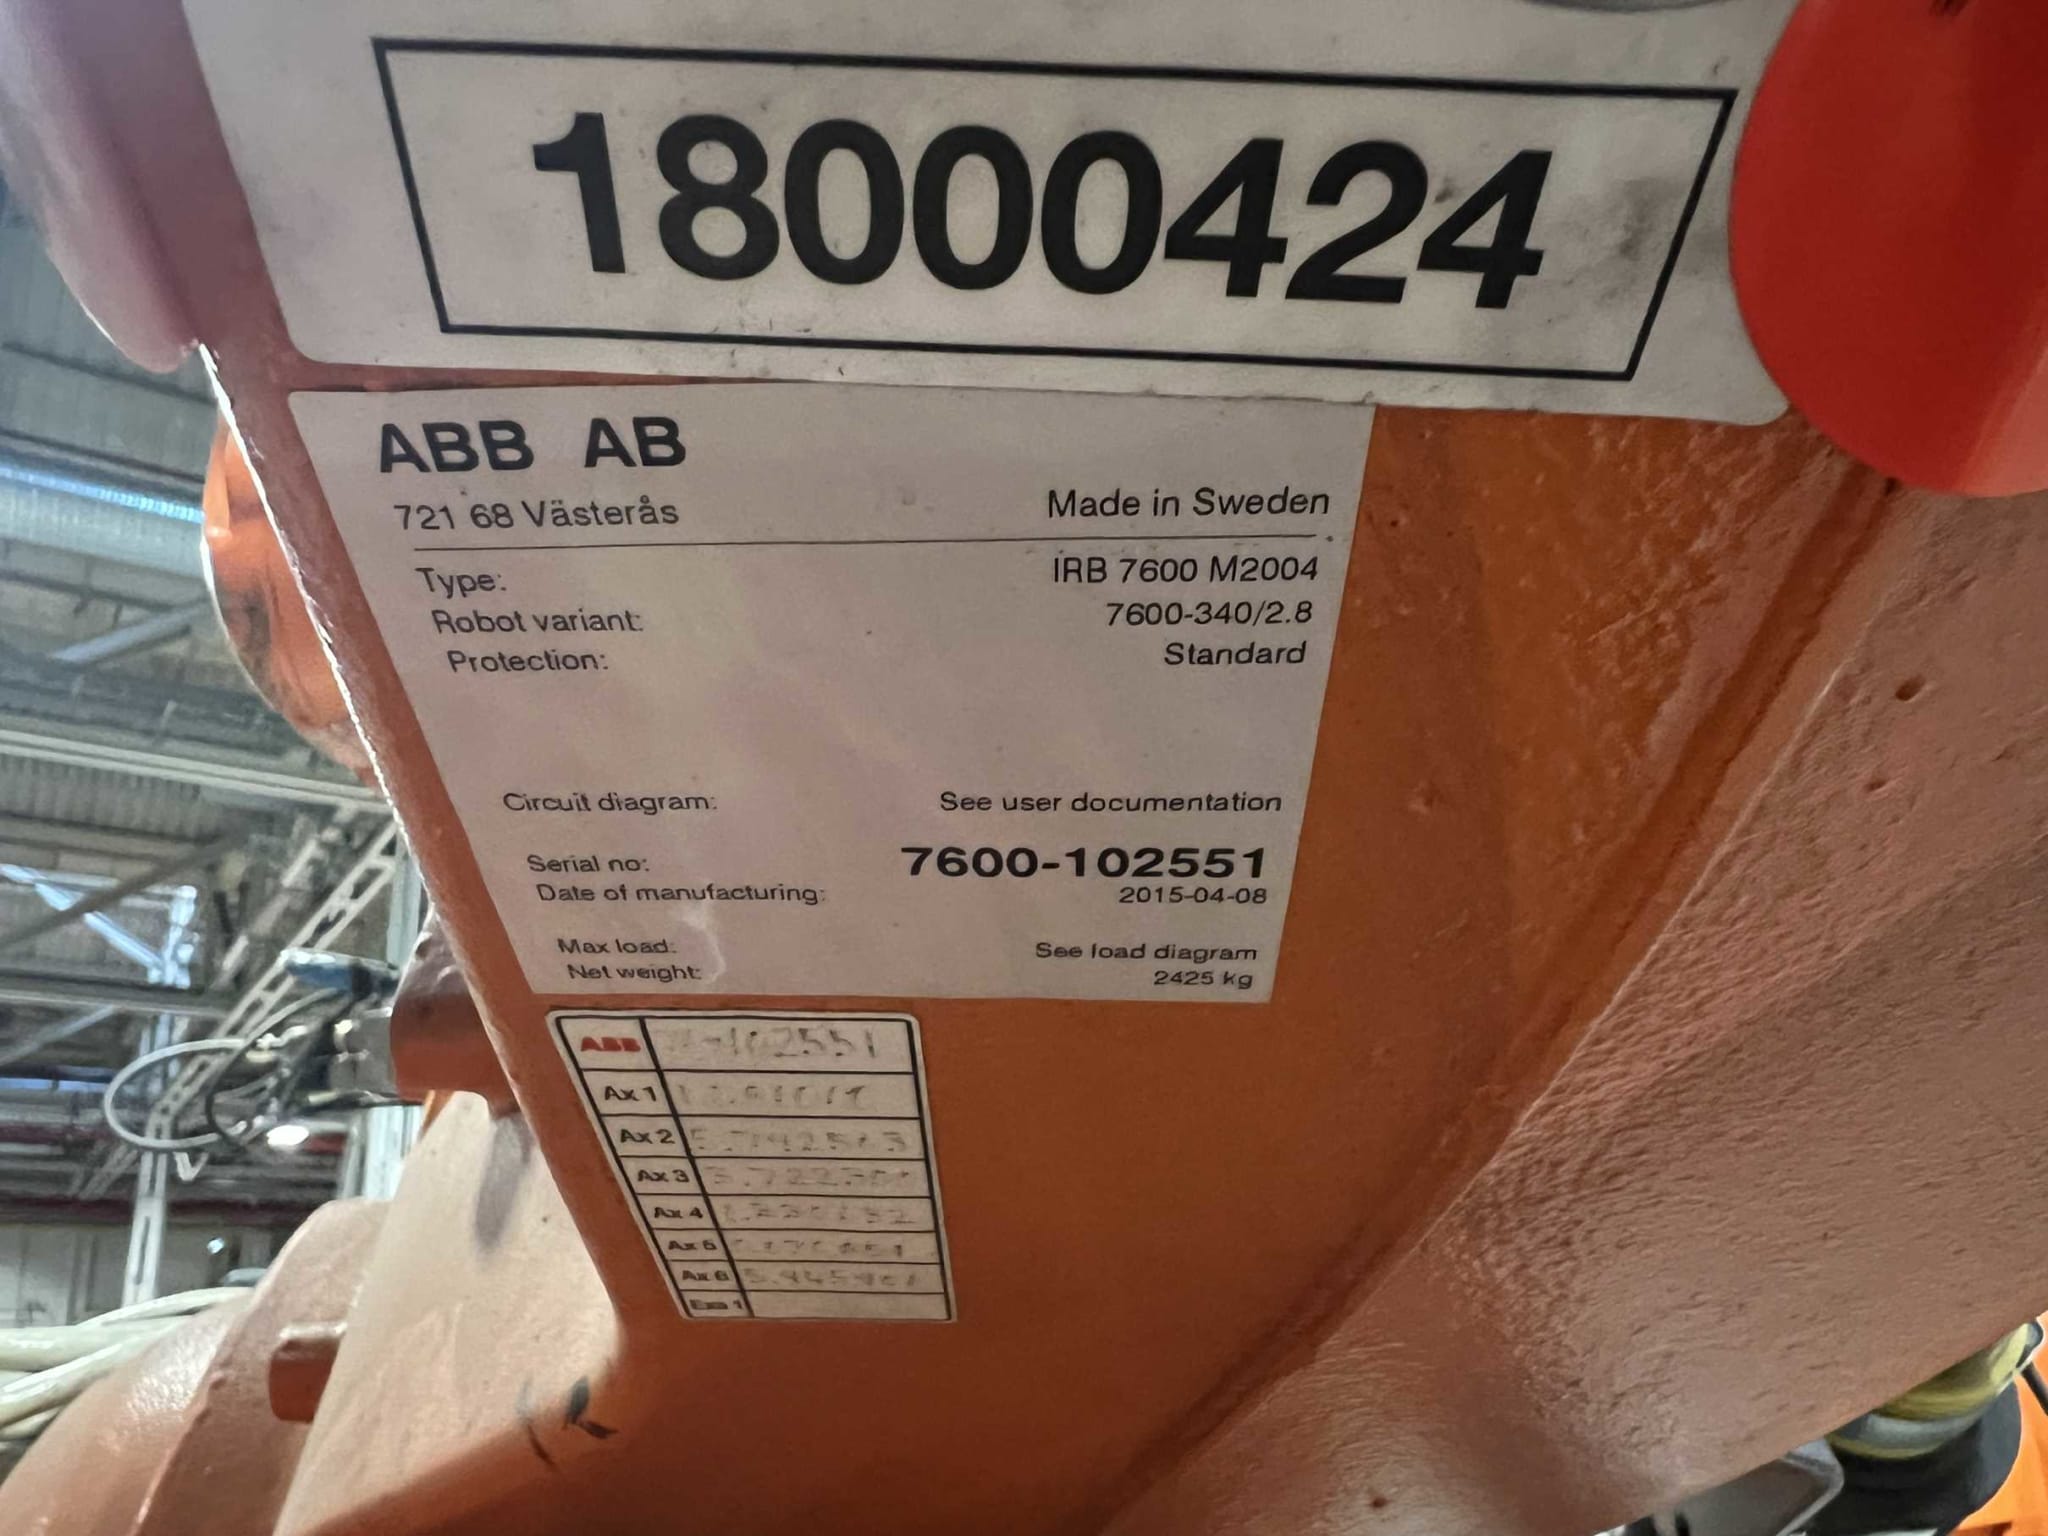 18000424
ABB AB
721 68 Västerås
Made in Sweden
Type: IRB 7600 M2004
Robot variant: 7600-340/2.8
Protection: Standard
Circuit diagram: See user documentation
Serial no: 7600-102551
Date of manufacturing: 2015-04-08
Max load: See load diagram
Net weight: 2425 kg
ABB
Ax 1
Ax 2
Ax 3
Ax 4
Ax 5
Ax 6